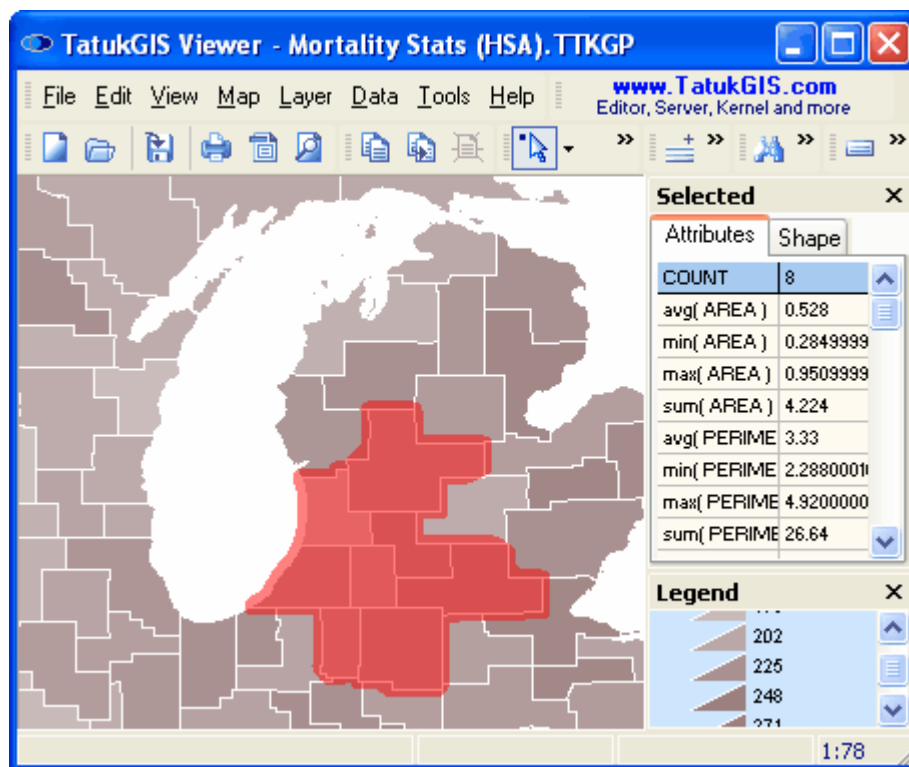 TatukGIS Viewer - Mortality Stats (HSA).TTKGP
File Edit View Map Layer Data Tools Help
www.TatukGIS.com
Editor, Server, Kernel and more
Selected
Attributes Shape
COUNT 8
avg( AREA ) 0.528
min( AREA ) 0.2849999
max( AREA ) 0.9509999
sum( AREA ) 4.224
avg( PERIME 3.33
min( PERIME 2.2880001
max( PERIME 4.9200000
sum( PERIME 26.64
Legend
202
225
248
271
1:78